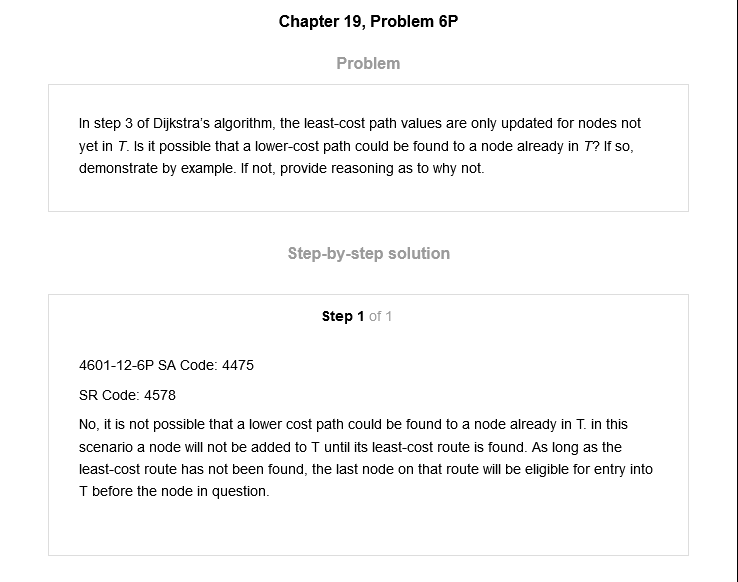 Chapter 19, Problem 6P
Problem
In step 3 of Dijkstra's algorithm, the least-cost path values are only updated for nodes not
yet in T. Is it possible that a lower-cost path could be found to a node already in T? If so,
demonstrate by example. If not, provide reasoning as to why not.
Step-by-step solution
Step 1 of 1
4601-12-6P SA Code: 4475
SR Code: 4578
No, it is not possible that a lower cost path could be found to a node already in T. in this
scenario a node will not be added to T until its least-cost route is found. As long as the
least-cost route has not been found, the last node on that route will be eligible for entry into
T before the node in question.